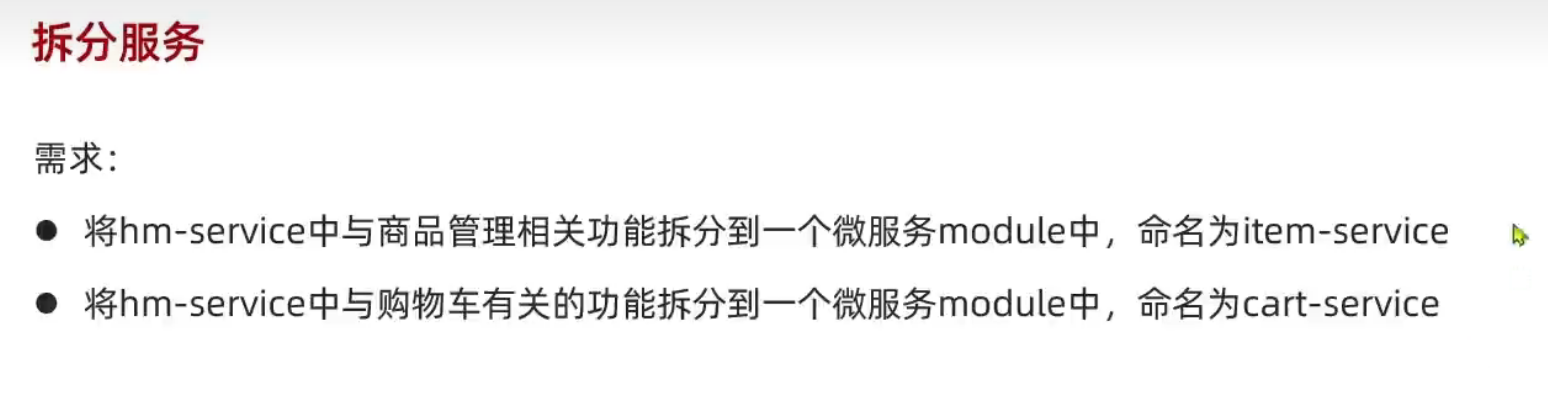 拆分服务
需求：
● 将hm-service中与商品管理相关功能拆分到一个微服务module中，命名为item-service
● 将hm-service中与购物车有关的功能拆分到一个微服务module中，命名为cart-service